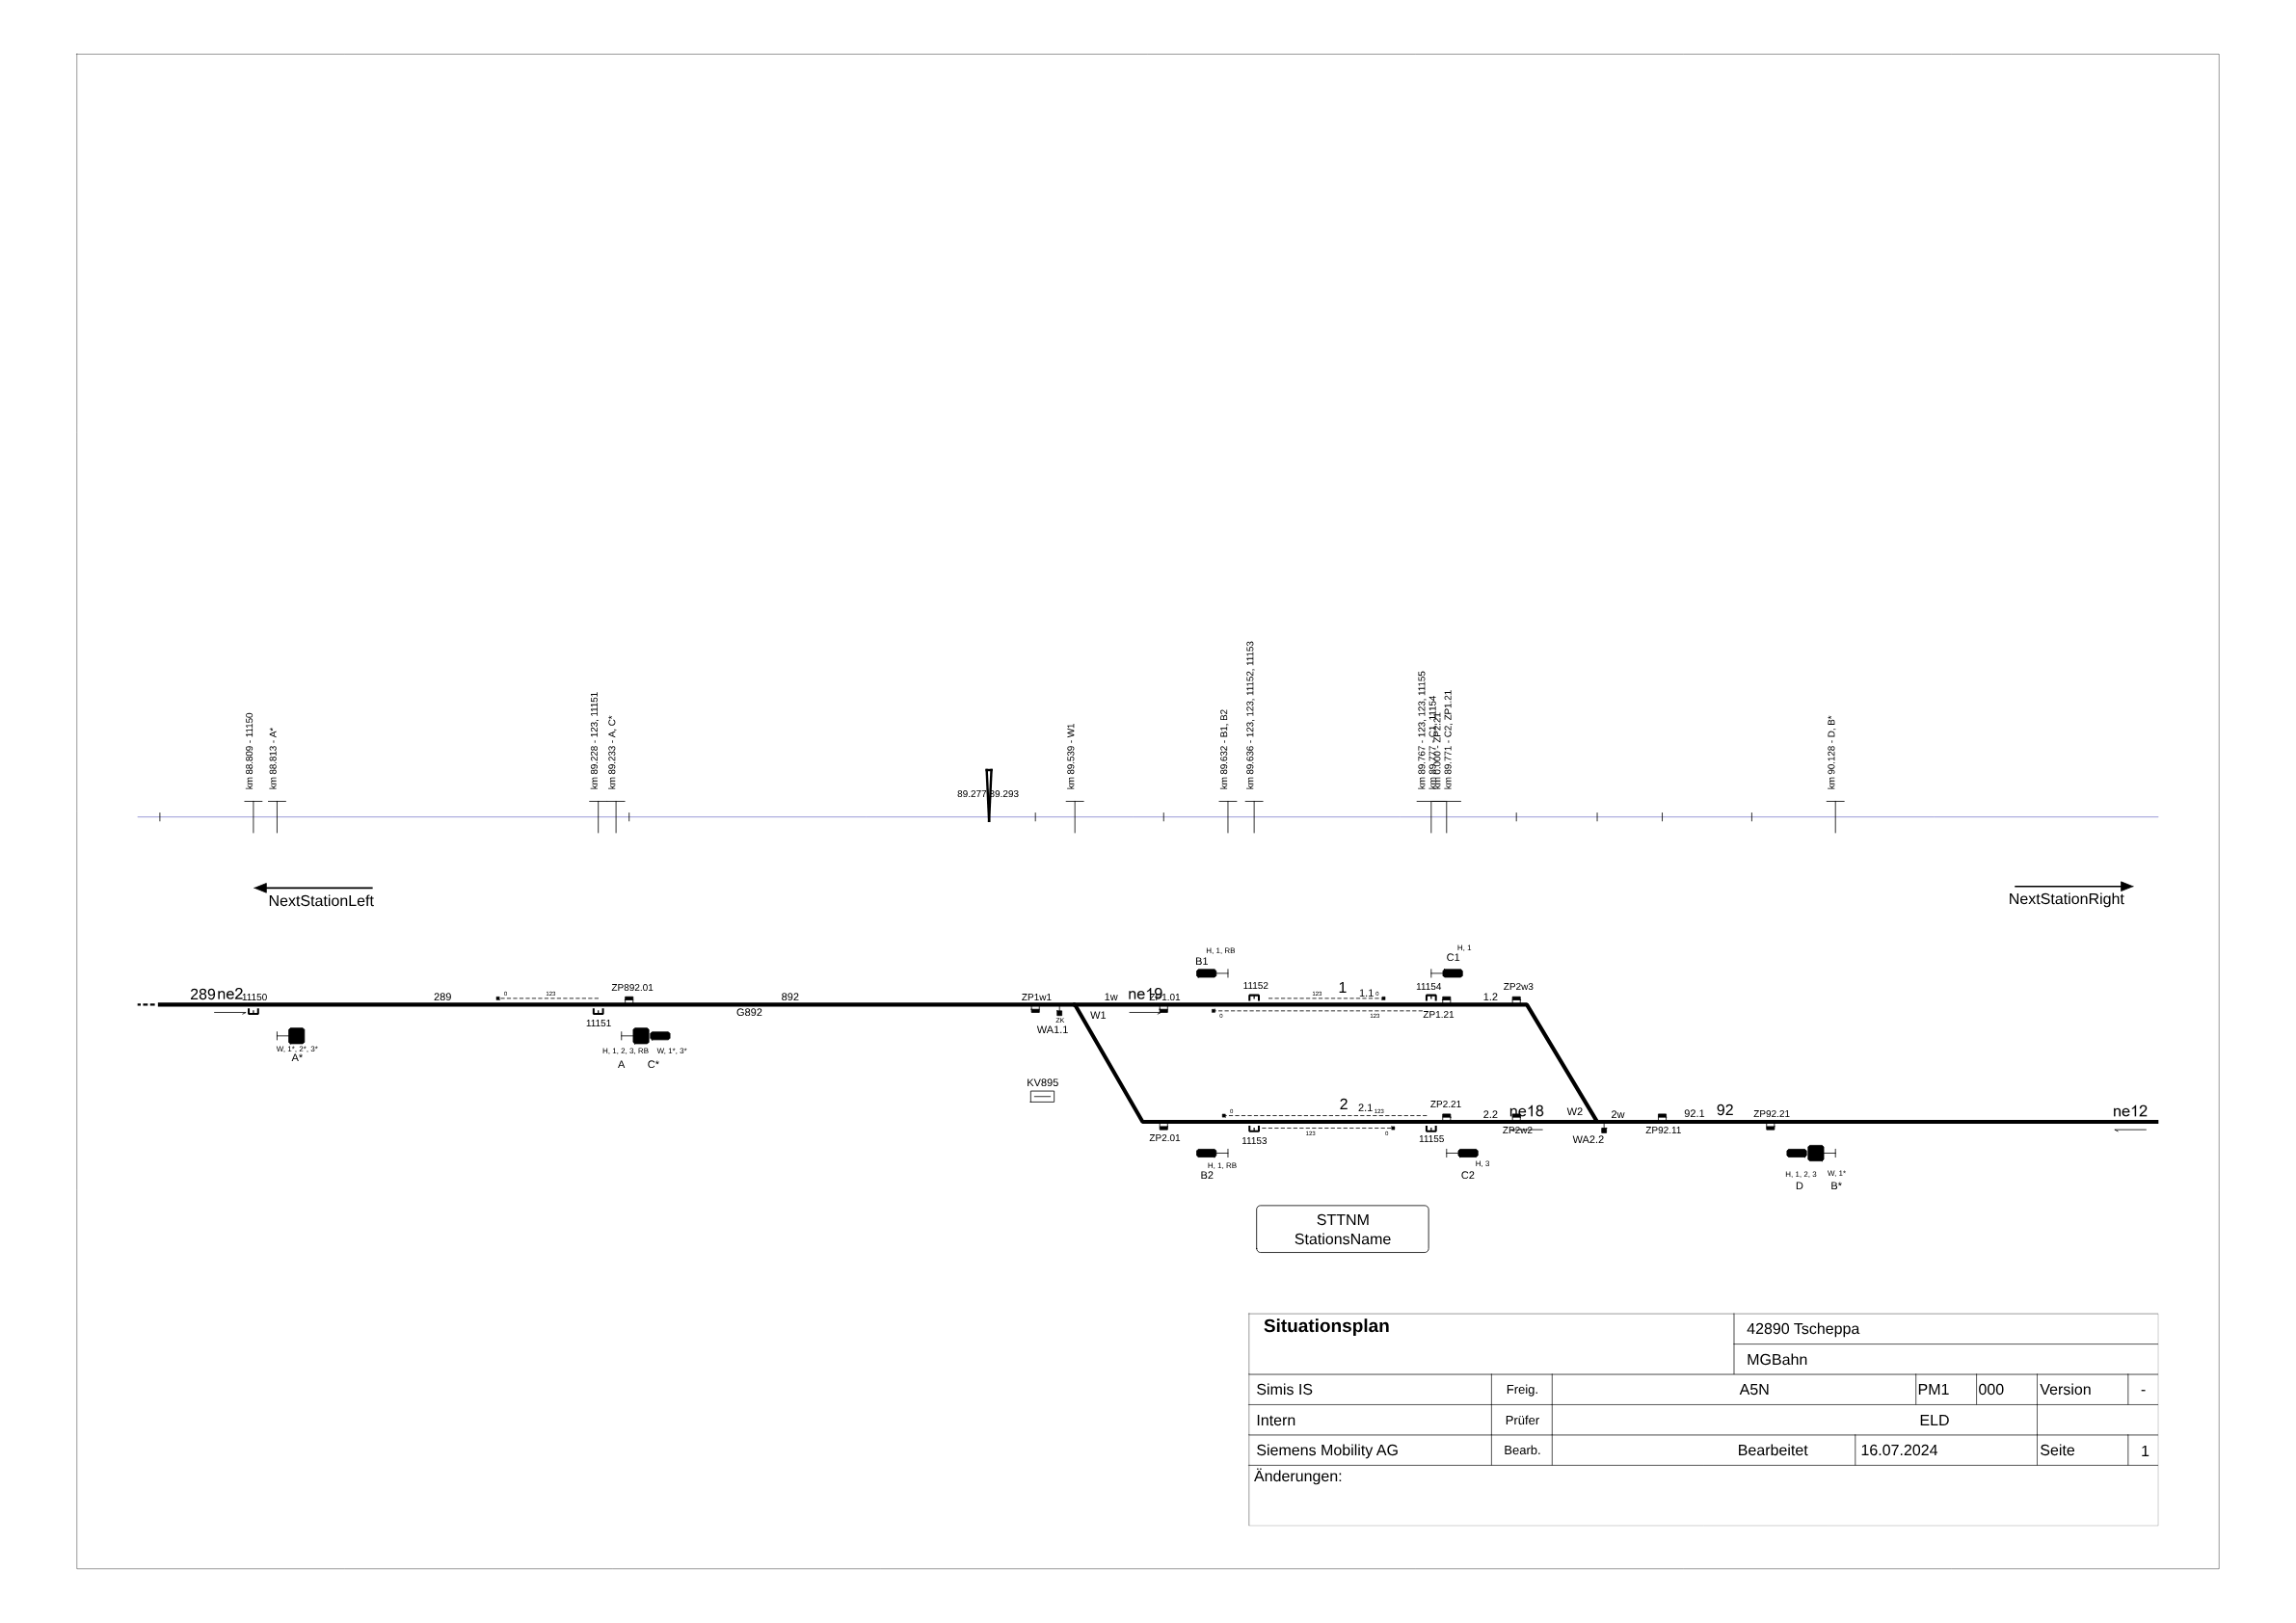 km 88.809 - 11150
km 88.813 - A*
km 89.228 - 123, 11151
km 89.233 - A, C*
89.277
89.293
km 89.539 - W1
km 89.632 - B1, B2
km 89.636 - 123, 123, 11152, 11153
km 89.767 - 123, 123, 11155
km 89.777 - C1, 11154
km 0.000 - ZP2.21
km 89.771 - C2, ZP1.21
km 90.128 - D, B*
NextStationLeft
NextStationRight
H, 1, RB
B1
H, 1
C1
289 ne2 11150
289
0 123
ZP892.01
892
ZP1w1
1w
ne19
ZP1.01
11152
123
1
1.1
0
11154
1.2
ZP2w3
11151
G892
ZK
WA1.1
W1
0 123
ZP1.21
W, 1*, 2*, 3*
A*
H, 1, 2, 3, RB
W, 1*, 3*
A
C*
KV895
0
2
2.1
123
ZP2.21
2.2
ne18
W2
2w
92.1
92
ZP92.21
ne12
ZP2.01
11153
123
0
11155
ZP2w2
WA2.2
ZP92.11
H, 1, RB
B2
H, 3
C2
H, 1, 2, 3
W, 1*
D
B*
STTNM
StationsName
Situationsplan
42890 Tscheppa
MGBahn
Simis IS Freig. A5N PM1 000 Version -
Intern Prüfer ELD
Siemens Mobility AG Bearb. Bearbeitet 16.07.2024 Seite 1
Änderungen: